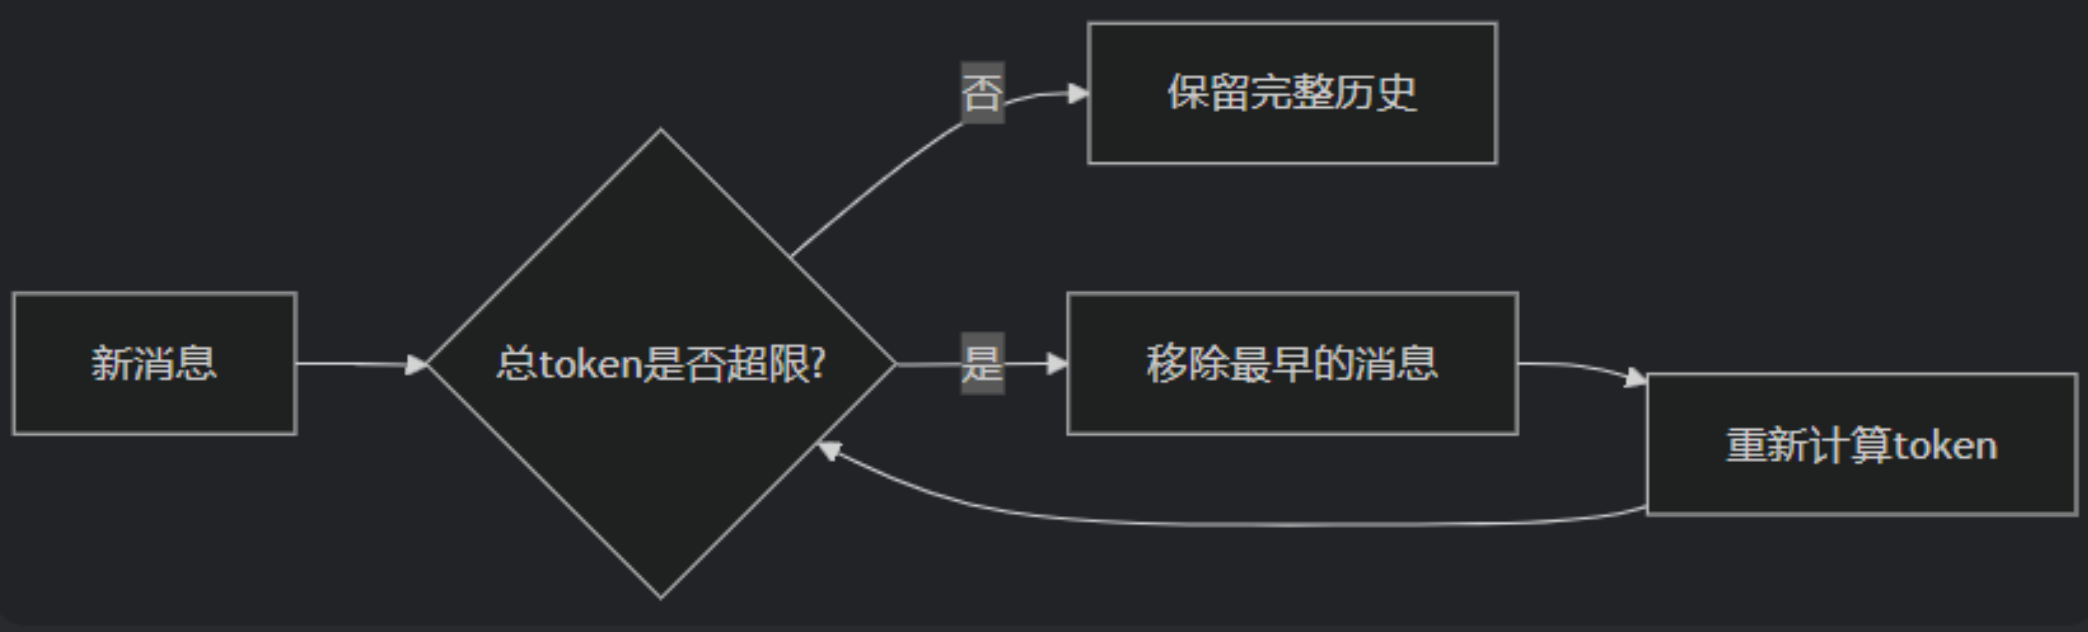 否
保留完整历史
新消息
总token是否超限?
是
移除最早的消息
重新计算token